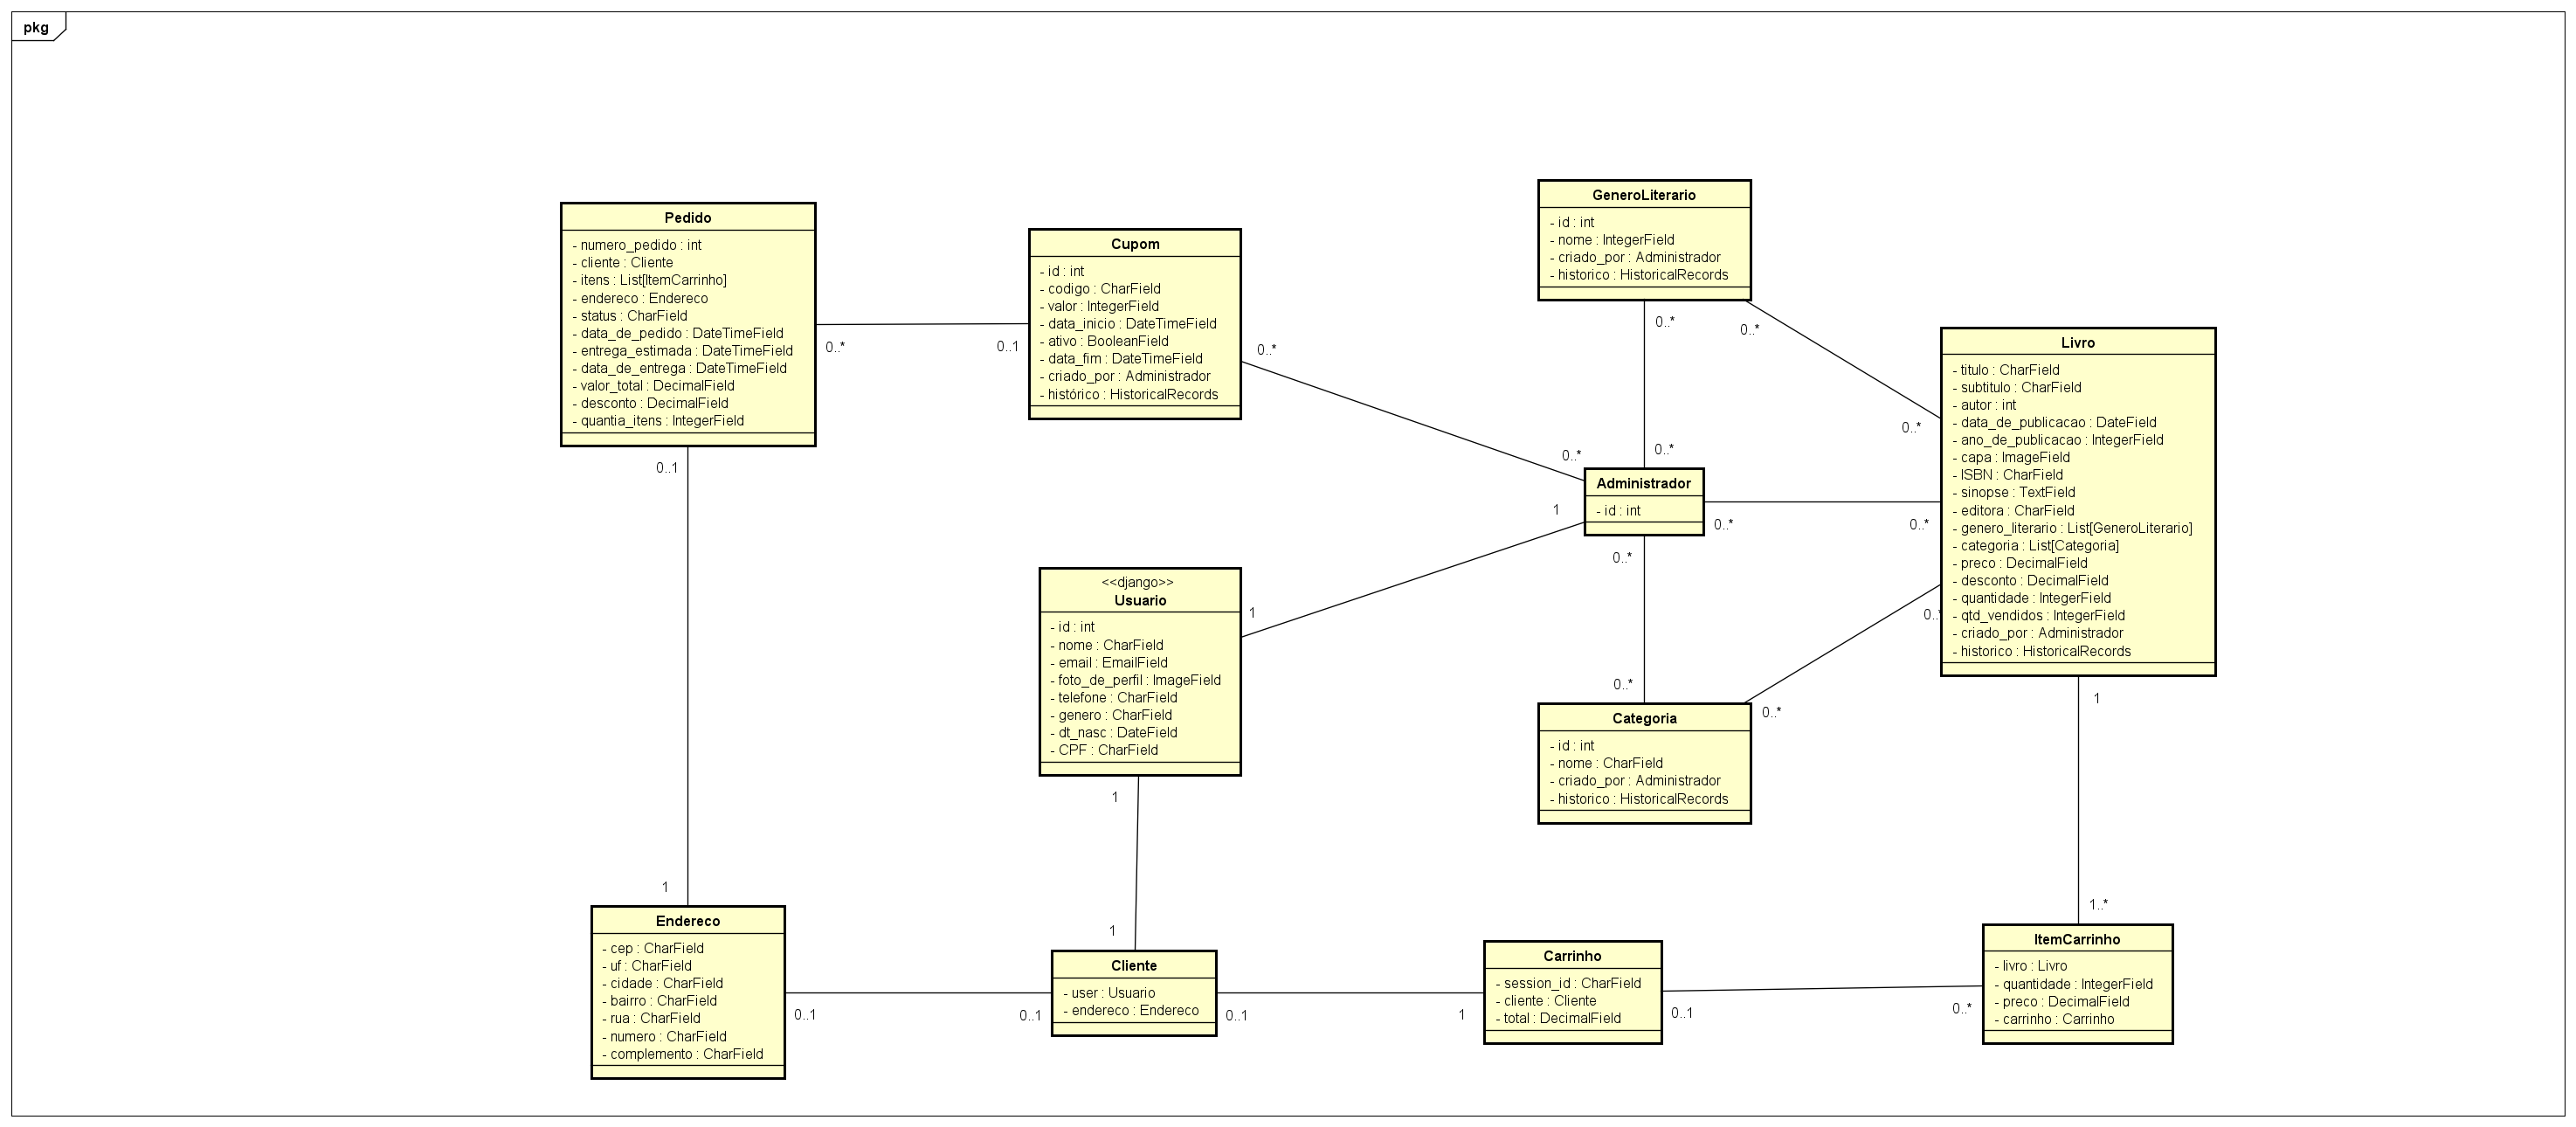 pkg
Pedido
- numero_pedido : int
- cliente : Cliente
- itens : List[ItemCarrinho]
- endereco : Endereco
- status : CharField
- data_de_pedido : DateTimeField
- entrega_estimada : DateTimeField
- data_de_entrega : DateTimeField
- valor_total : DecimalField
- desconto : DecimalField
- quantia_itens : IntegerField
0..*
0..1
0..1
1
Cupom
- id : int
- codigo : CharField
- valor : IntegerField
- data_inicio : DateTimeField
- ativo : BooleanField
- data_fim : DateTimeField
- criado_por : Administrador
- histórico : HistoricalRecords
0..*
0..*
GeneroLiterario
- id : int
- nome : IntegerField
- criado_por : Administrador
- historico : HistoricalRecords
0..*
0..*
0..*
0..*
Livro
- titulo : CharField
- subtitulo : CharField
- autor : int
- data_de_publicacao : DateField
- ano_de_publicacao : IntegerField
- capa : ImageField
- ISBN : CharField
- sinopse : TextField
- editora : CharField
- genero_literario : List[GeneroLiterario]
- categoria : List[Categoria]
- preco : DecimalField
- desconto : DecimalField
- quantidade : IntegerField
- qtd_vendidos : IntegerField
- criado_por : Administrador
- historico : HistoricalRecords
Administrador
- id : int
0..*
0..*
1
1
0..*
0..*
0..*
0..*
<<django>>
Usuario
- id : int
- nome : CharField
- email : EmailField
- foto_de_perfil : ImageField
- telefone : CharField
- genero : CharField
- dt_nasc : DateField
- CPF : CharField
1
1
Categoria
- id : int
- nome : CharField
- criado_por : Administrador
- historico : HistoricalRecords
1
1..*
Endereco
- cep : CharField
- uf : CharField
- cidade : CharField
- bairro : CharField
- rua : CharField
- numero : CharField
- complemento : CharField
0..1
0..1
Cliente
- user : Usuario
- endereco : Endereco
0..1
1
Carrinho
- session_id : CharField
- cliente : Cliente
- total : DecimalField
0..1
0..*
ItemCarrinho
- livro : Livro
- quantidade : IntegerField
- preco : DecimalField
- carrinho : Carrinho